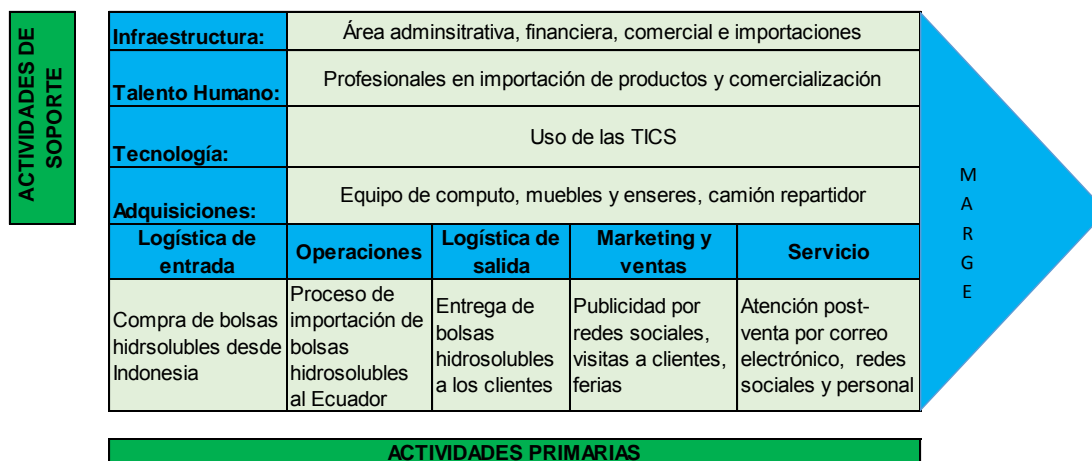 ACTIVIDADES DE
SOPORTE
Infraestructura:
Área adminsitrativa, financiera, comercial e importaciones
Talento Humano:
Profesionales en importación de productos y comercialización
Tecnología:
Uso de las TICS
Adquisiciones:
Equipo de computo, muebles y enseres, camión repartidor
Logística de
entrada
Operaciones
Logística de
salida
Marketing y
ventas
Servicio
Compra de bolsas
hidrsolubles desde
Indonesia
Proceso de
importación de
bolsas
hidrosolubles
al Ecuador
Entrega de
bolsas
hidrosolubles
a los clientes
Publicidad por
redes sociales,
visitas a clientes,
ferias
Atención post-
venta por correo
electrónico, redes
sociales y personal
M
A
R
G
E
ACTIVIDADES PRIMARIAS